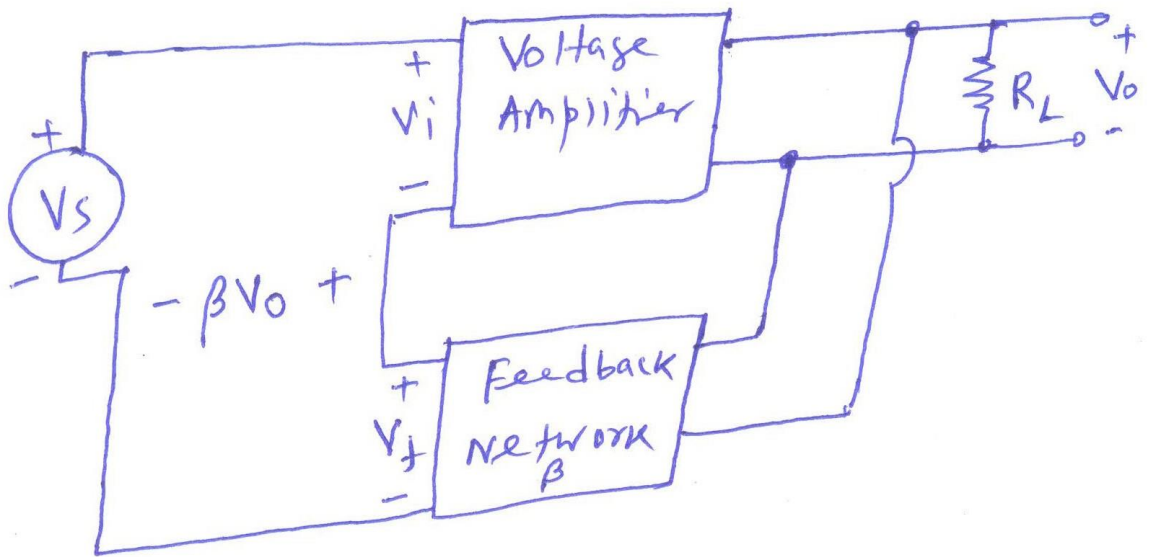 +
Vs
-
+
Vi
-
Voltage
Amplifier
RL
+
Vo
-
- βVo +
+
Vf
-
Feedback
Network
β